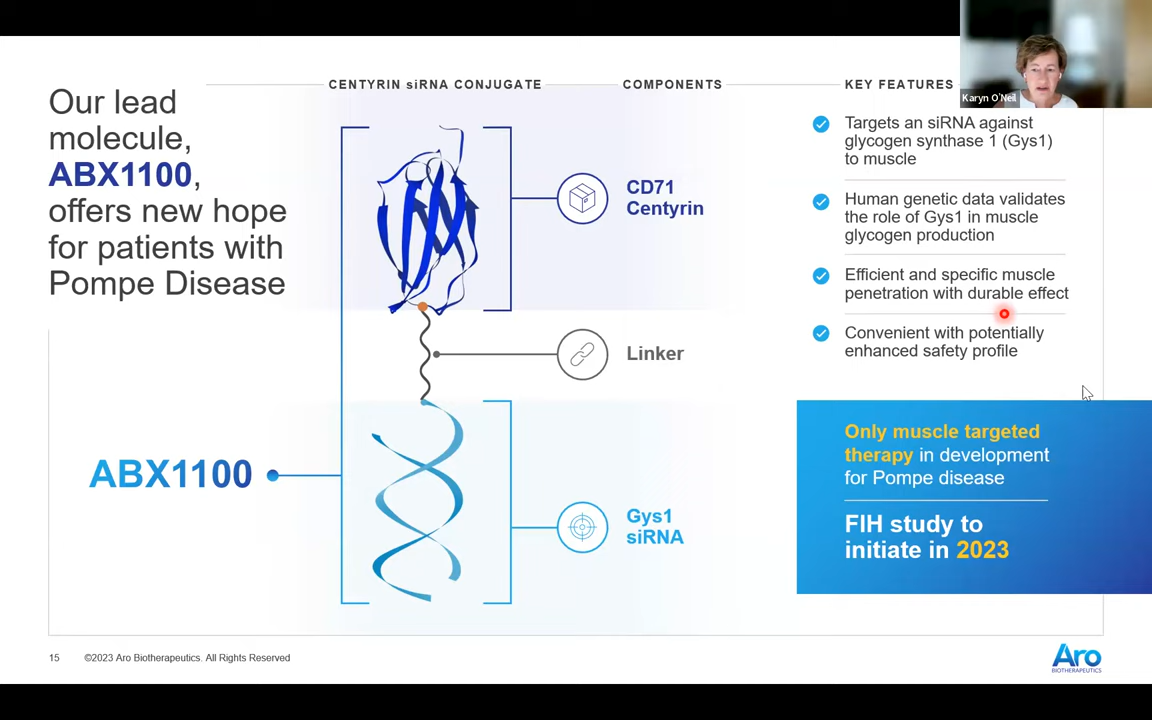 Our lead
molecule,
ABX1100,
offers new hope
for patients with
Pompe Disease
CENTYRIN siRNA CONJUGATE
COMPONENTS
KEY FEATURES
Karyn O'Neil
CD71
Centyrin
Linker
Gys1
siRNA
ABX1100
Targets an siRNA against
glycogen synthase 1 (Gys1)
to muscle
Human genetic data validates
the role of Gys1 in muscle
glycogen production
Efficient and specific muscle
penetration with durable effect
Convenient with potentially
enhanced safety profile
Only muscle targeted
therapy in development
for Pompe disease
FIH study to
initiate in 2023
15 ©2023 Aro Biotherapeutics. All Rights Reserved
Aro
BIOTHERAPEUTICS